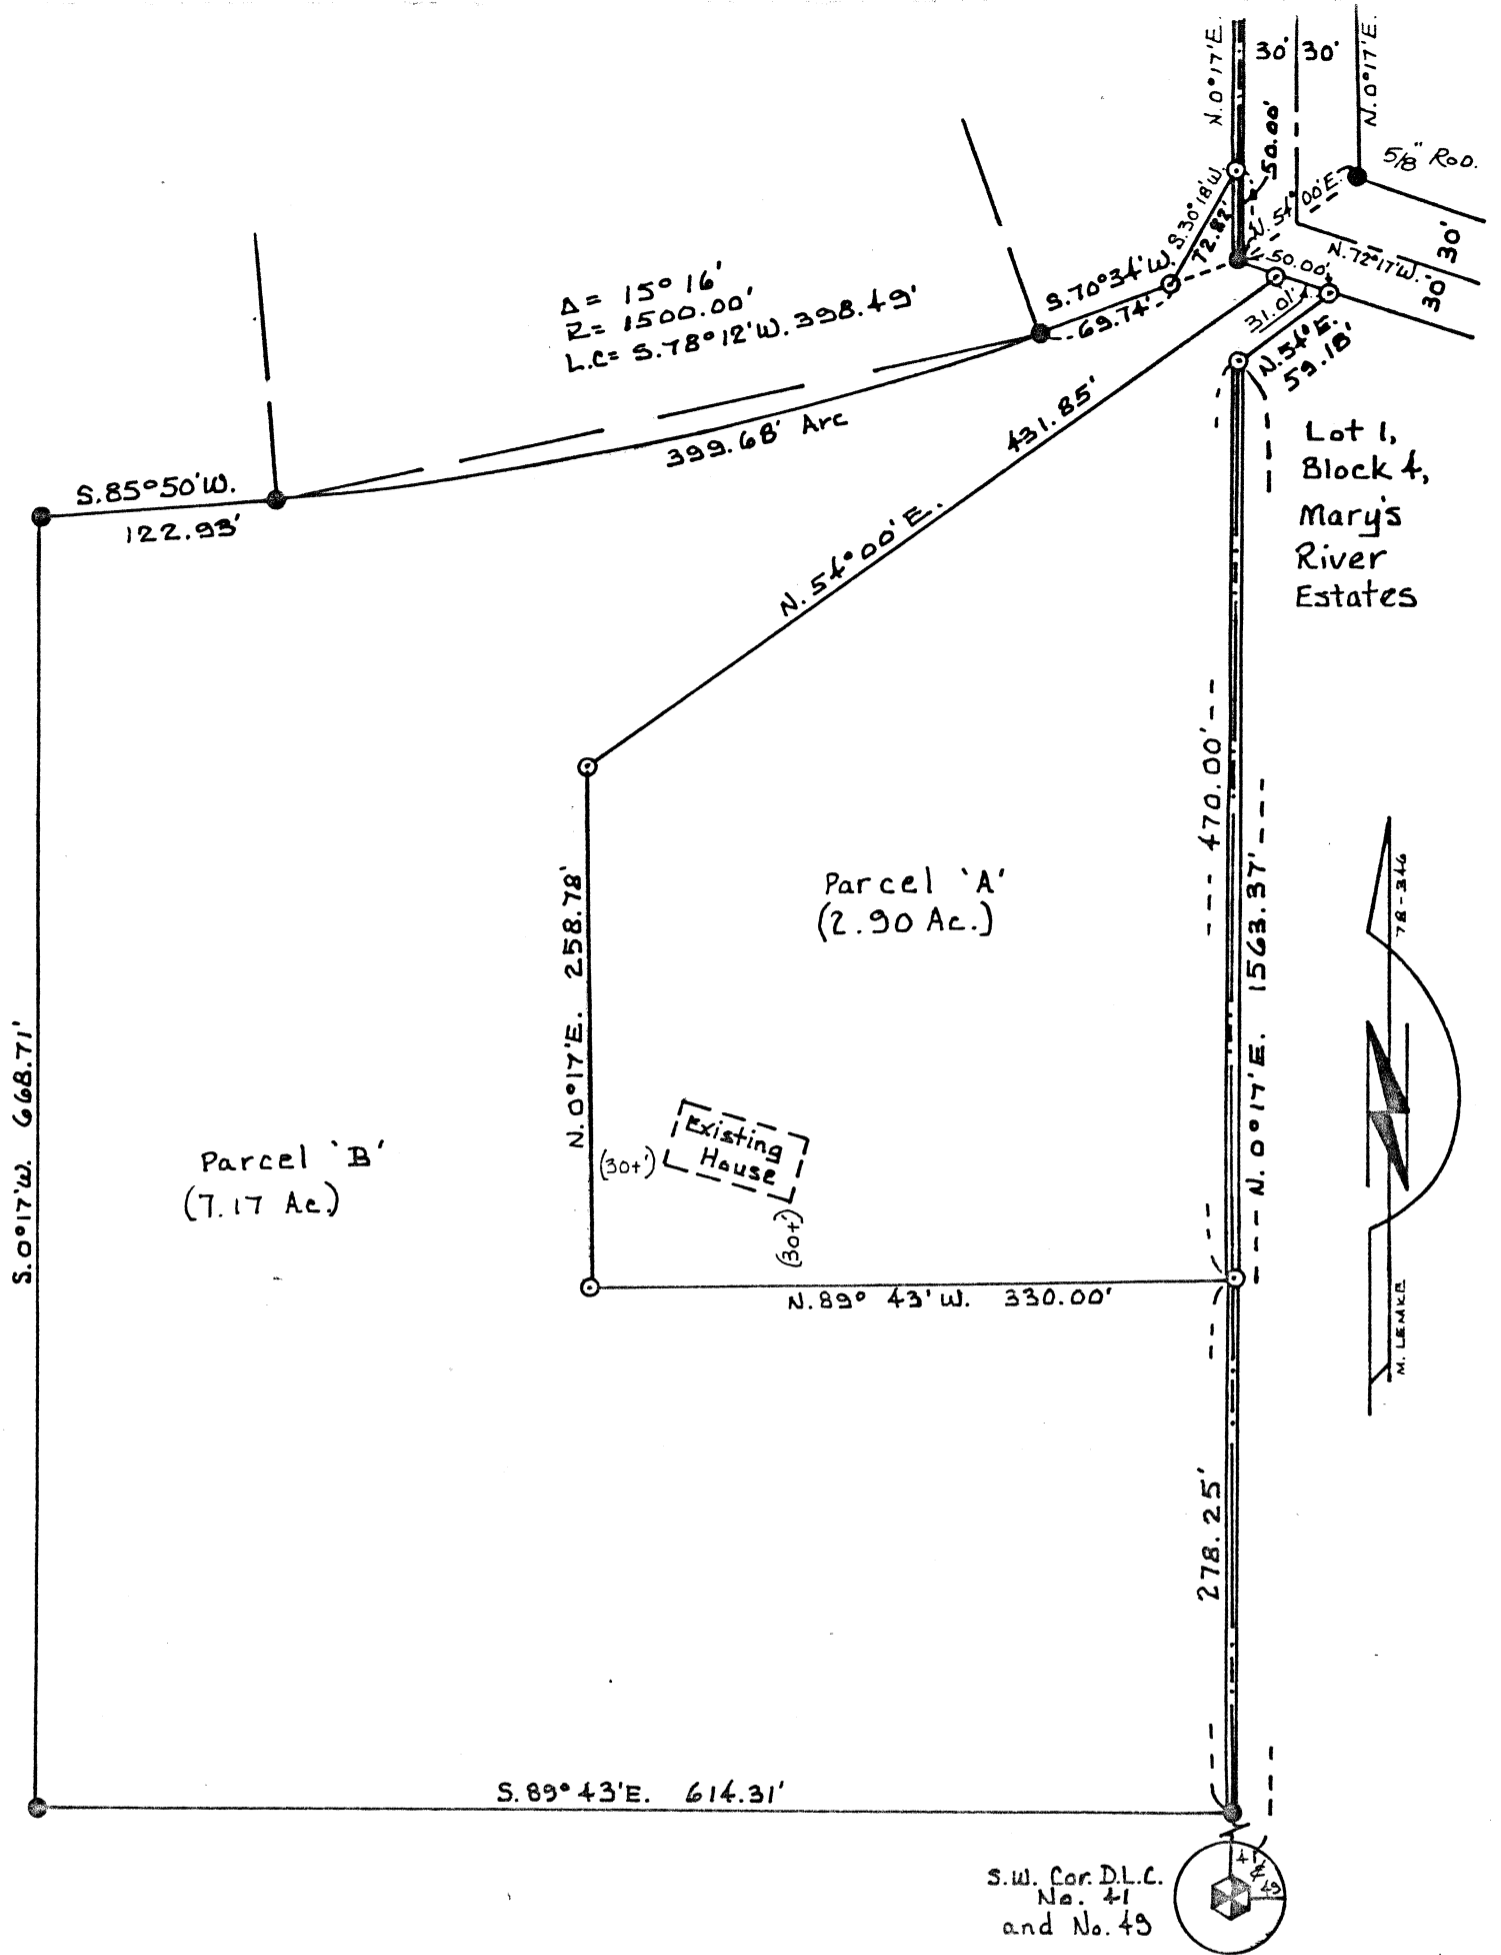 N.0°17'E.
30'
30'
N.0°17'E.
50.00'
5/8" Rod.
S.30°18'W.
72.82'
N.54°00'E.
30'
N.72°17'W.
30'
50.00'
S.70°34'W.
69.74'
31.01'
N.54°E.
59.18'
Δ = 15°16'
R = 1500.00'
L.C = S.78°12'W. 398.49'
399.68' Arc
431.85'
N.54°00'E.
Lot 1,
Block 4,
Mary's
River
Estates
S.85°50'W.
122.93'
470.00'
N.0°17'E. 1563.37'
N.0°17'E. 258.78'
Parcel 'A'
(2.90 Ac.)
78-346
M. LEMKE
S.0°17'W. 668.71'
Parcel 'B'
(7.17 Ac.)
Existing
House
(30+')
(30+')
N.89° 43'W. 330.00'
278.25'
S.89°43'E. 614.31'
S.W. Cor. D.L.C.
No. 41
and No. 49
41
&
49